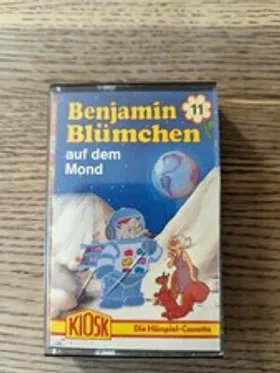 Benjamin
11
Blümchen
auf dem
Mond
KIOSK
Die Hörspiel-Cassette